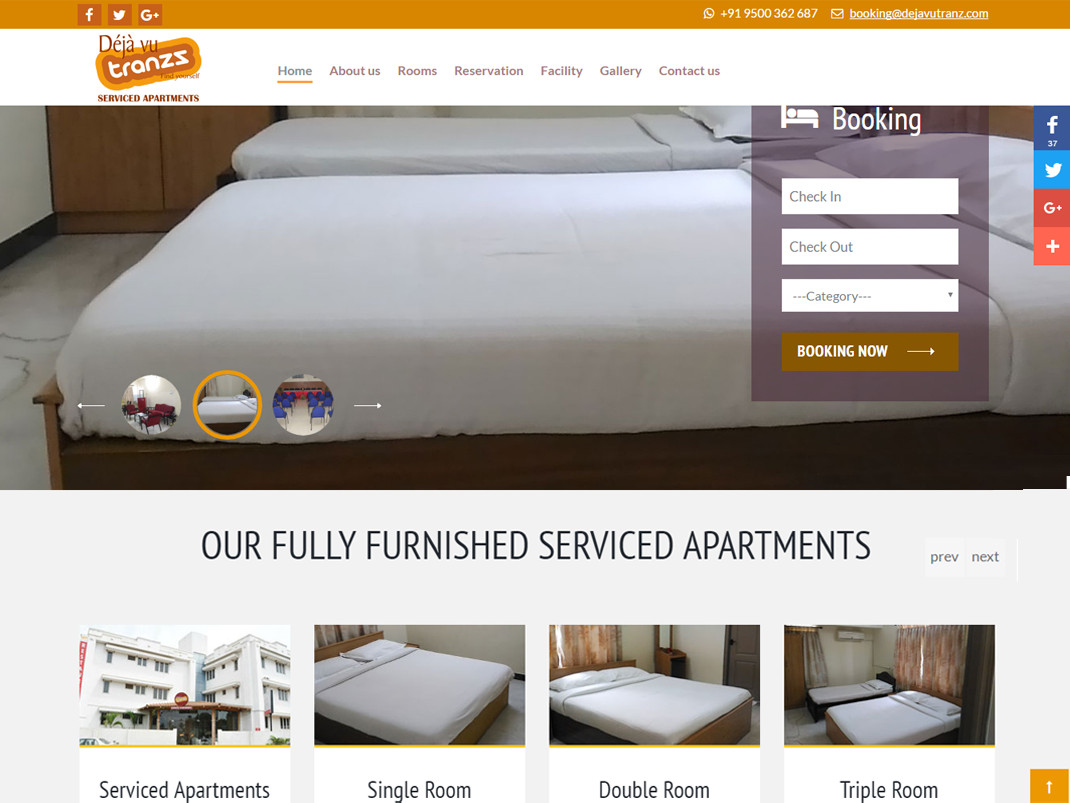 +91 9500 362 687 booking@dejavutranz.com
Déjà vu
tranzs
Find yourself
SERVICED APARTMENTS
Home About us Rooms Reservation Facility Gallery Contact us
Booking
Check In
Check Out
---Category---
BOOKING NOW
37
OUR FULLY FURNISHED SERVICED APARTMENTS
prev next
Serviced Apartments Single Room Double Room Triple Room